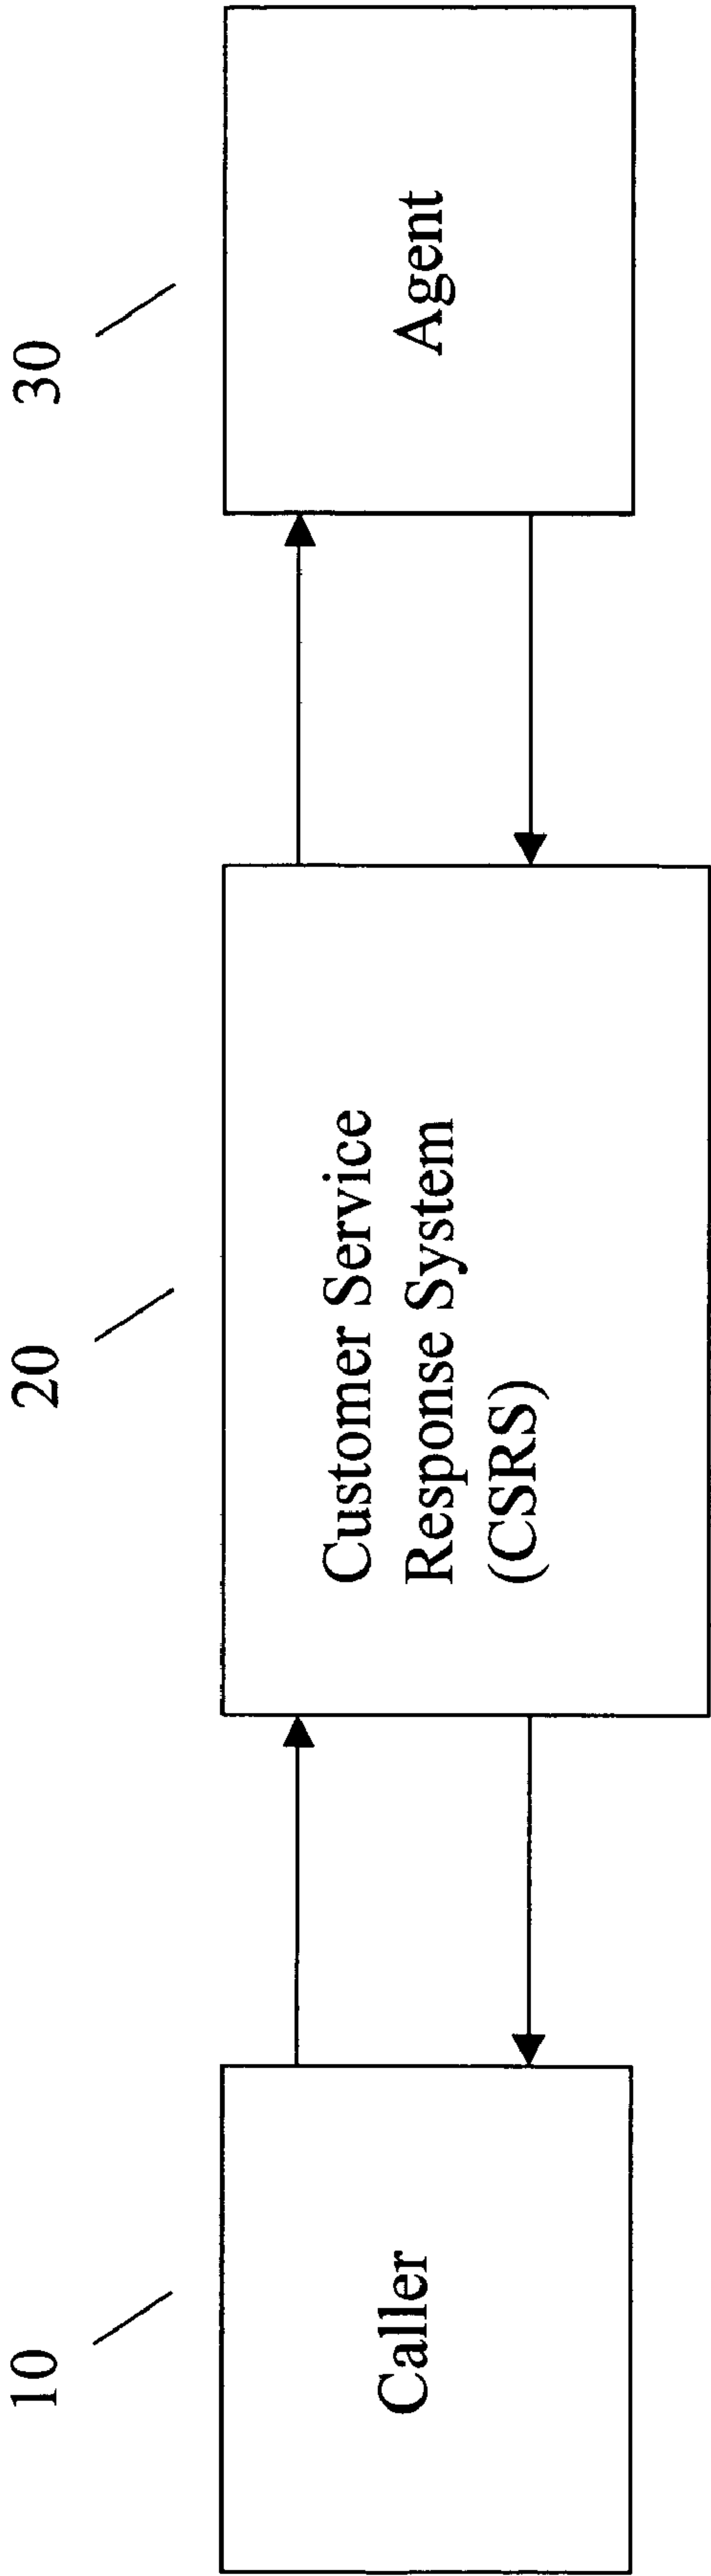 10
20
30
Caller
Customer Service
Response System
(CSRS)
Agent